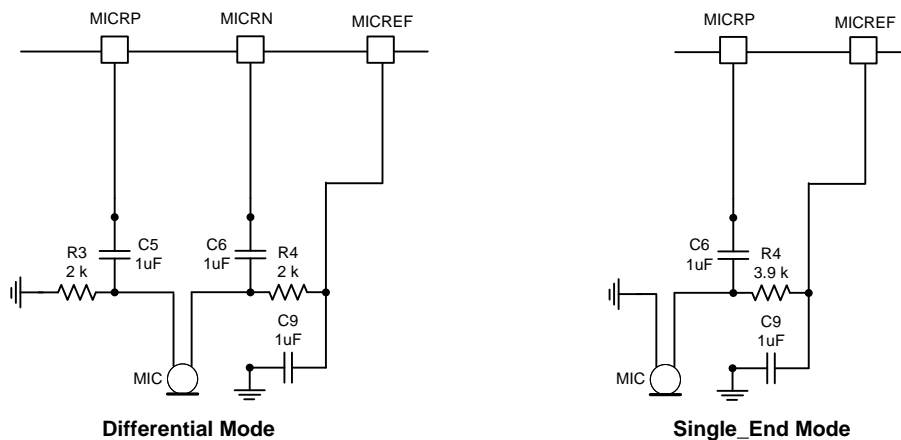 MICRP
MICRN
MICREF
R3
2 k
C5
1uF
C6
1uF
R4
2 k
C9
1uF
MIC
Differential Mode
MICRP
MICREF
C6
1uF
R4
3.9 k
C9
1uF
MIC
Single_End Mode